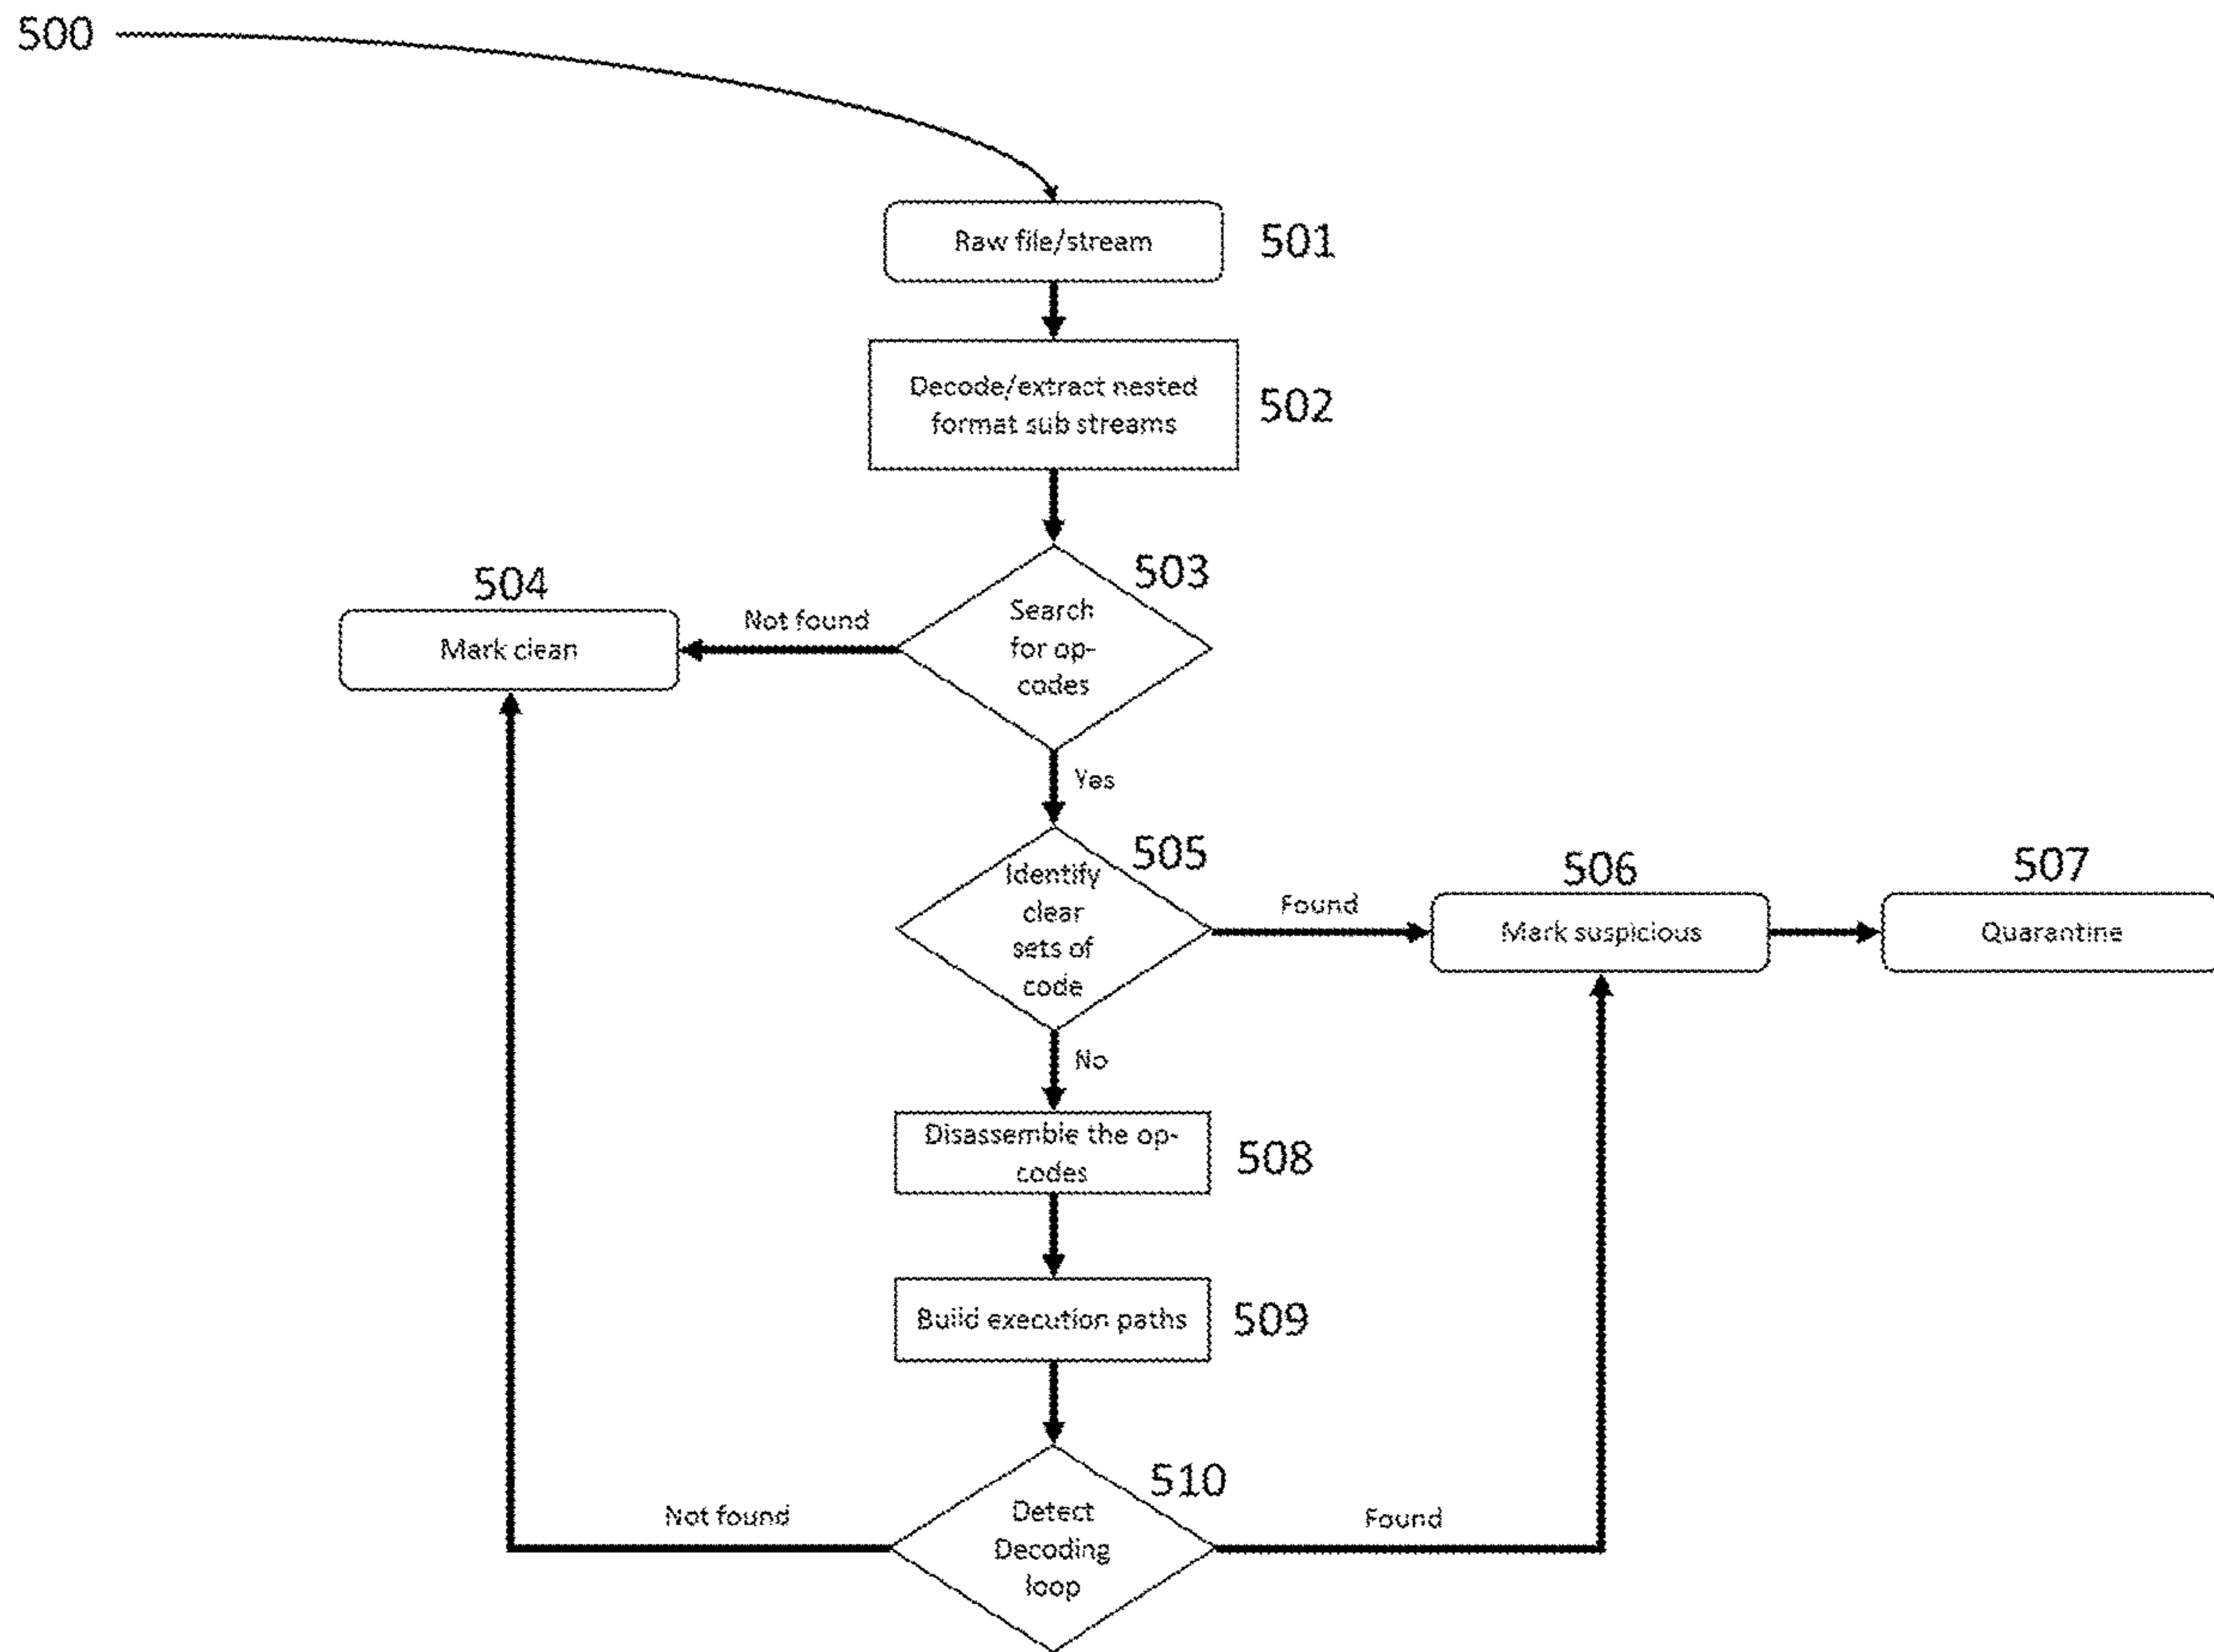 500
Raw file/stream
501
Decode/extract nested
format sub streams
502
503
Search
for op-
codes
Not found
504
Mark clean
Yes
505
Identify
clear
sets of
code
Found
506
Mark suspicious
507
Quarantine
No
Disassemble the op-
codes
508
Build execution paths
509
510
Detect
Decoding
loop
Not found
Found